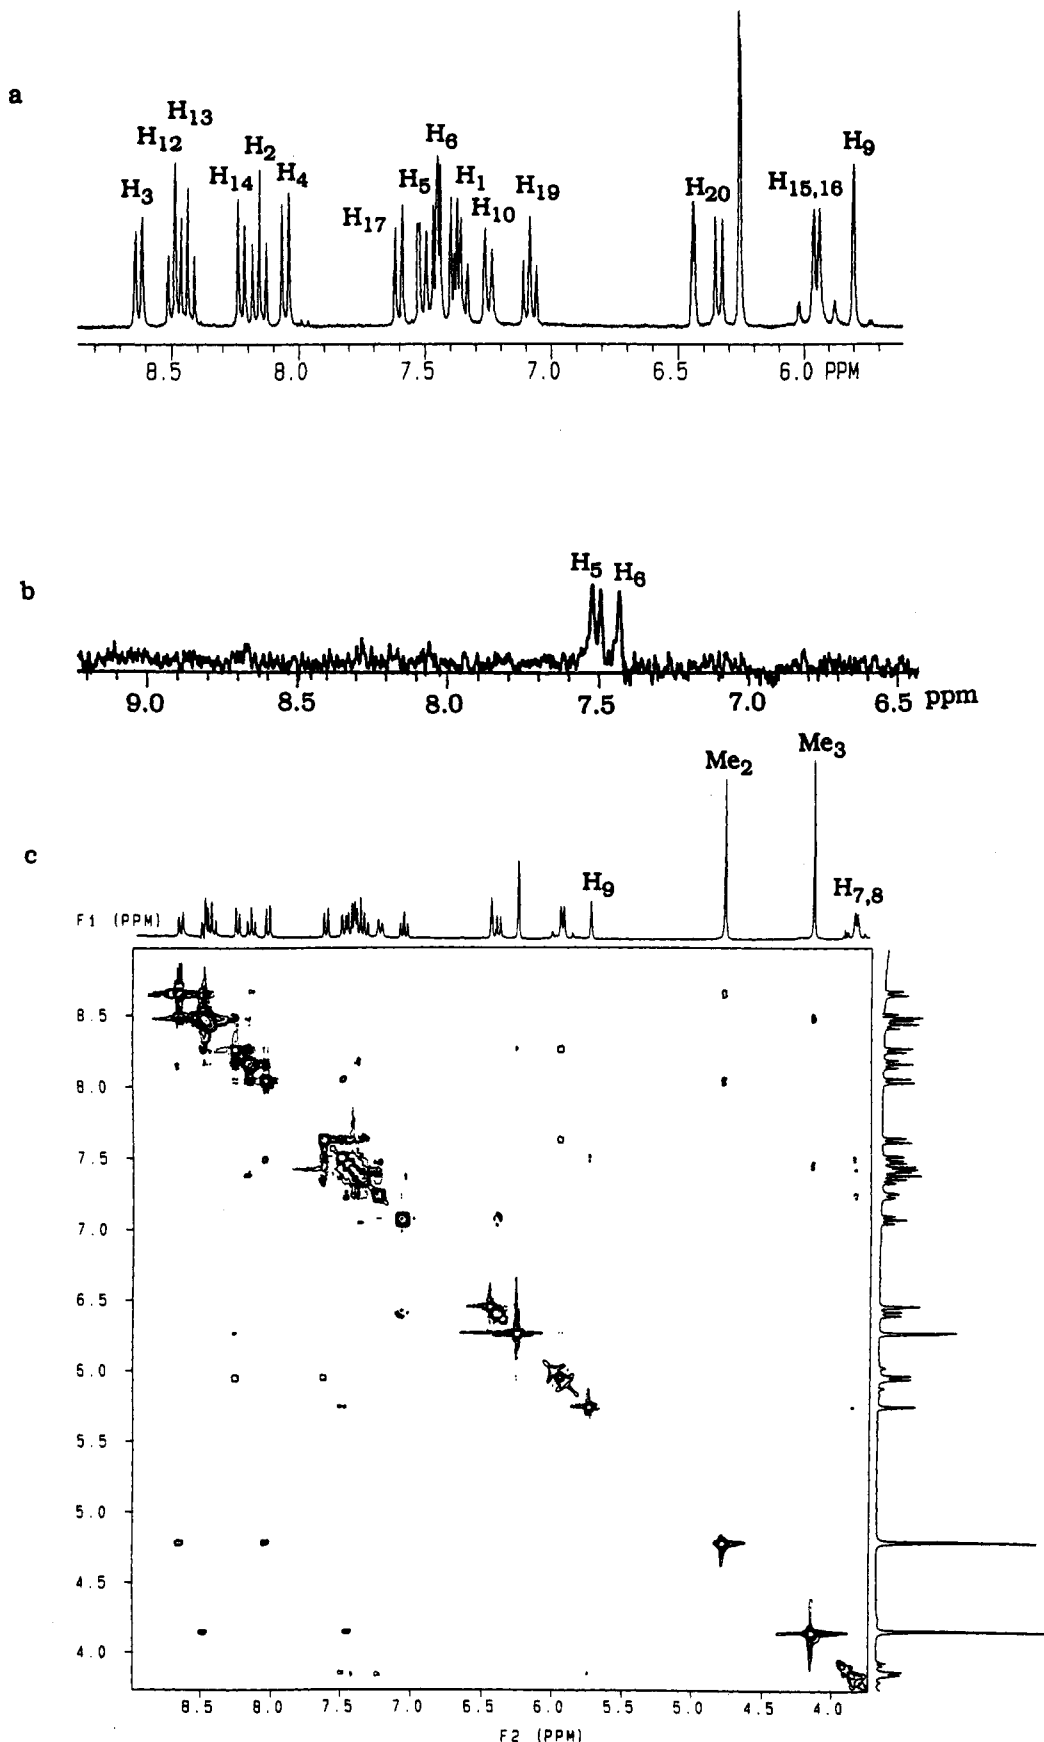 a
H13
H12
H6
H2
H9
H3
H14
H4
H5
H1
H15,16
H17
H10
H19
H20
8.5 8.0 7.5 7.0 6.5 6.0 PPM
b
H5 H6
9.0 8.5 8.0 7.5 7.0 6.5 ppm
c
Me2 Me3
H9 H7,8
F1 (PPM)
8.5
8.0
7.5
7.0
6.5
6.0
5.5
5.0
4.5
4.0
8.5 8.0 7.5 7.0 6.5 6.0 5.5 5.0 4.5 4.0
F2 (PPM)